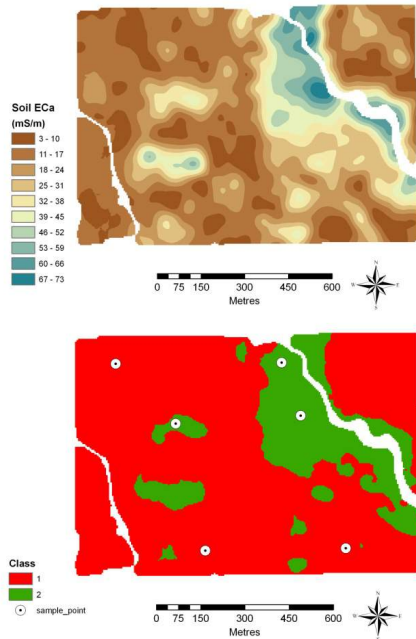 Soil ECa
(mS/m)
3 - 10
11 - 17
18 - 24
25 - 31
32 - 38
39 - 45
46 - 52
53 - 59
60 - 66
67 - 73
0 75 150 300 450 600
Metres
N
W E
S
Class
1
2
sample_point
0 75 150 300 450 600
Metres
N
W E
S